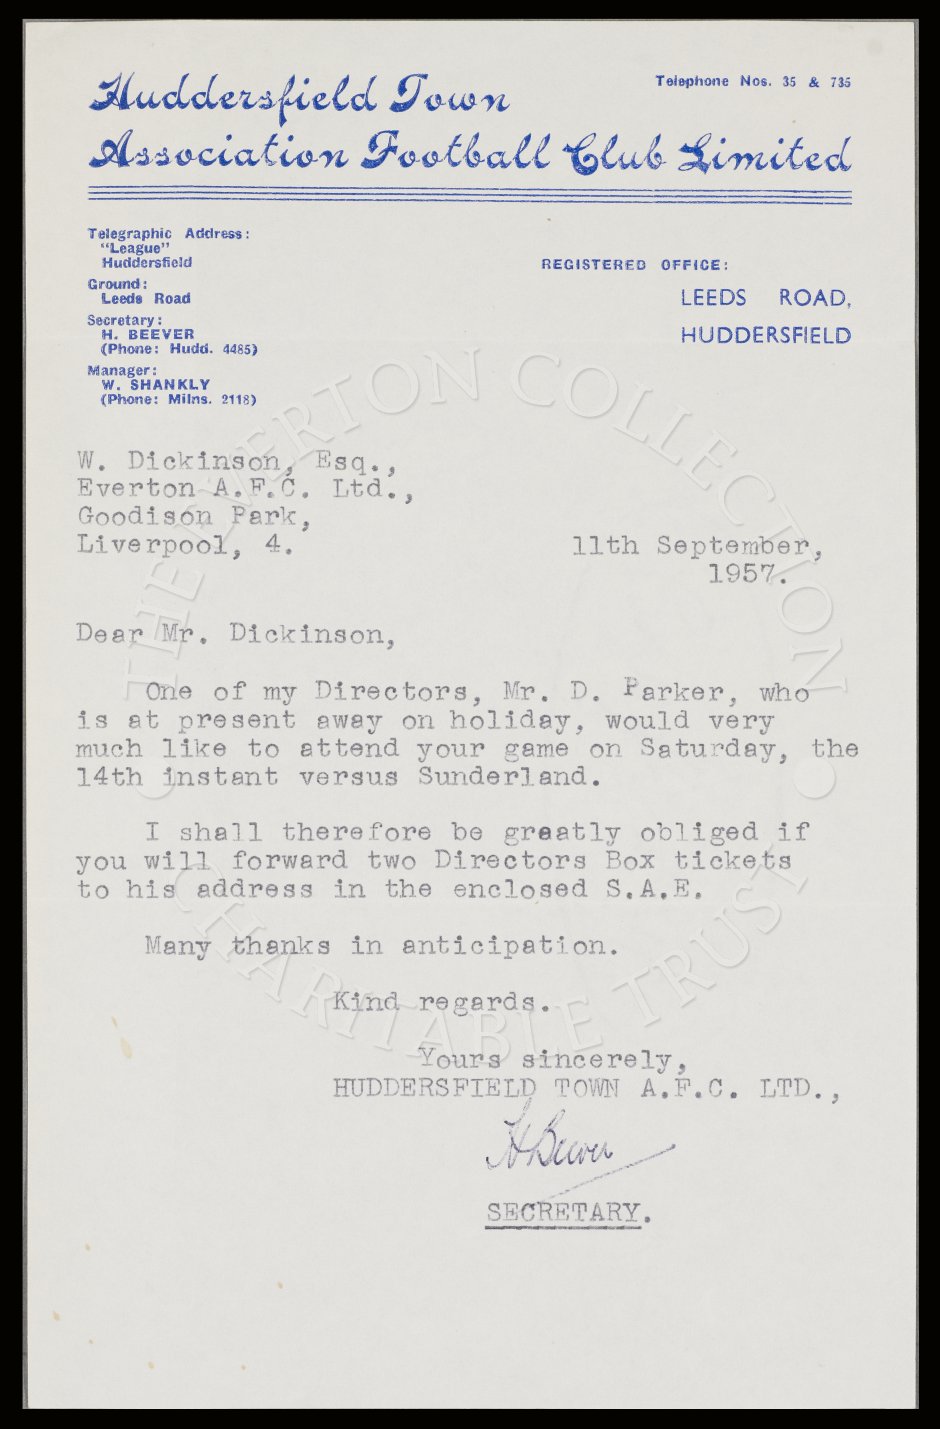 Huddersfield Town
Telephone Nos. 35 & 735
Association Football Club Limited
Telegraphic Address:
"League"
Huddersfield
Ground:
Leeds Road
Secretary:
H. BEEVER
(Phone: Hudd. 4485)
Manager:
W. SHANKLY
(Phone: Milns. 2118)
REGISTERED OFFICE:
LEEDS ROAD,
HUDDERSFIELD
W. Dickinson, Esq.,
Everton A.F.C. Ltd.,
Goodison Park,
Liverpool, 4.
11th September,
1957.
Dear Mr. Dickinson,
One of my Directors, Mr. D. Parker, who
is at present away on holiday, would very
much like to attend your game on Saturday, the
14th instant versus Sunderland.
I shall therefore be greatly obliged if
you will forward two Directors Box tickets
to his address in the enclosed S.A.E.
Many thanks in anticipation.
Kind regards.
Yours sincerely,
HUDDERSFIELD TOWN A.F.C. LTD.,
H Beever
SECRETARY.
THE EVERTON COLLECTION
CHARITABLE TRUST